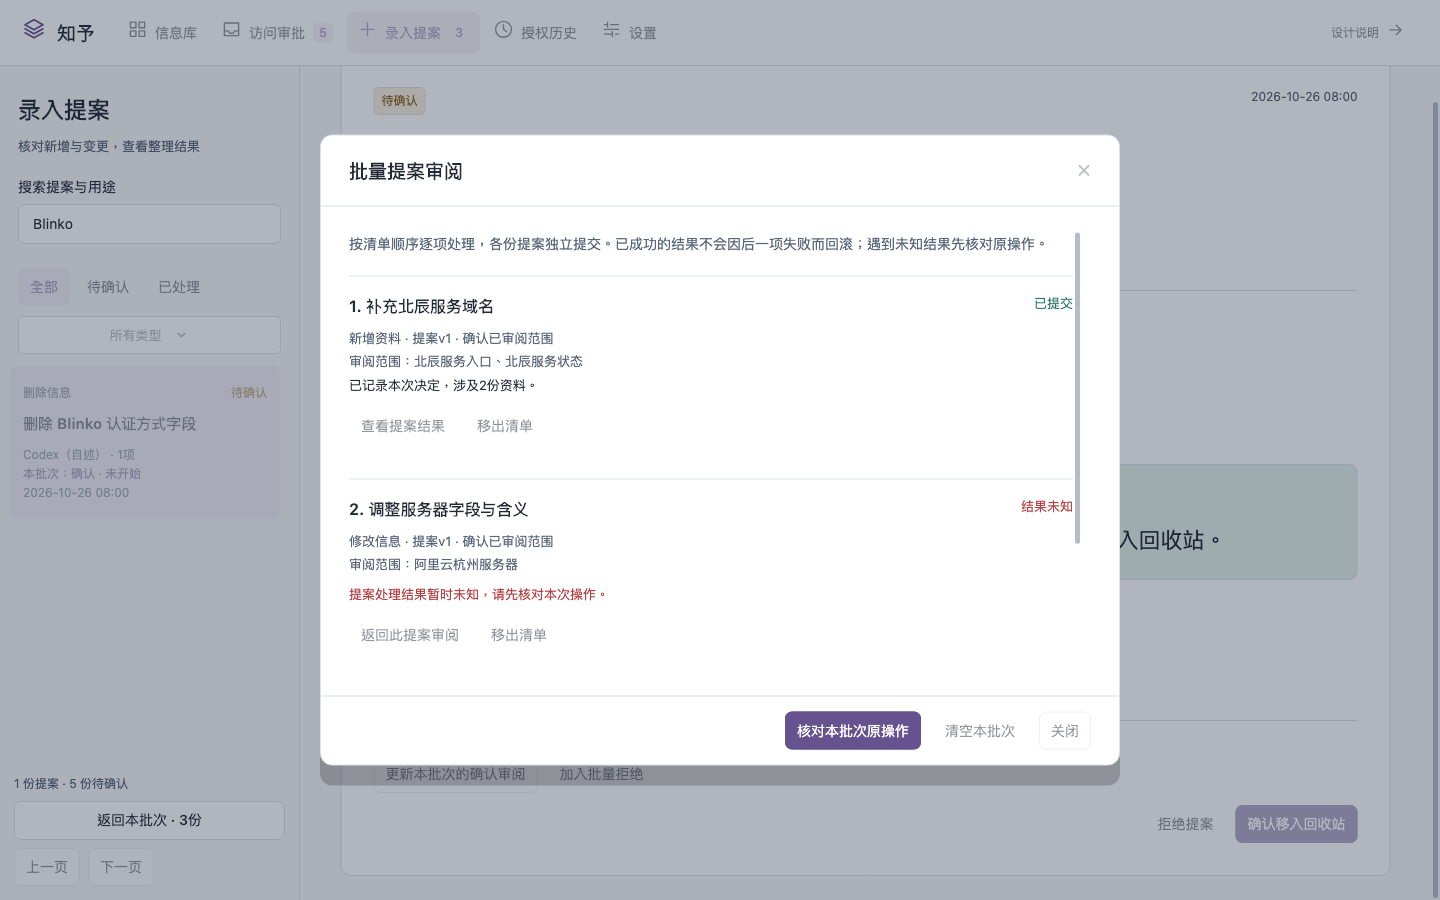 知予
信息库
访问审批 5
录入提案 3
授权历史
设置
设计说明
录入提案
核对新增与变更，查看整理结果
搜索提案与用途
Blinko
全部
待确认
已处理
所有类型
删除信息
待确认
删除 Blinko 认证方式字段
Codex（自述） · 1项
本批次：确认 · 未开始
2026-10-26 08:00
1 份提案 · 5 份待确认
返回本批次 · 3份
上一页
下一页
待确认
2026-10-26 08:00
入回收站。
更新本批次的确认审阅
加入批量拒绝
拒绝提案
确认移入回收站
批量提案审阅
按清单顺序逐项处理，各份提案独立提交。已成功的结果不会因后一项失败而回滚；遇到未知结果先核对原操作。
1. 补充北辰服务域名
已提交
新增资料 · 提案v1 · 确认已审阅范围
审阅范围：北辰服务入口、北辰服务状态
已记录本次决定，涉及2份资料。
查看提案结果
移出清单
2. 调整服务器字段与含义
结果未知
修改信息 · 提案v1 · 确认已审阅范围
审阅范围：阿里云杭州服务器
提案处理结果暂时未知，请先核对本次操作。
返回此提案审阅
移出清单
核对本批次原操作
清空本批次
关闭